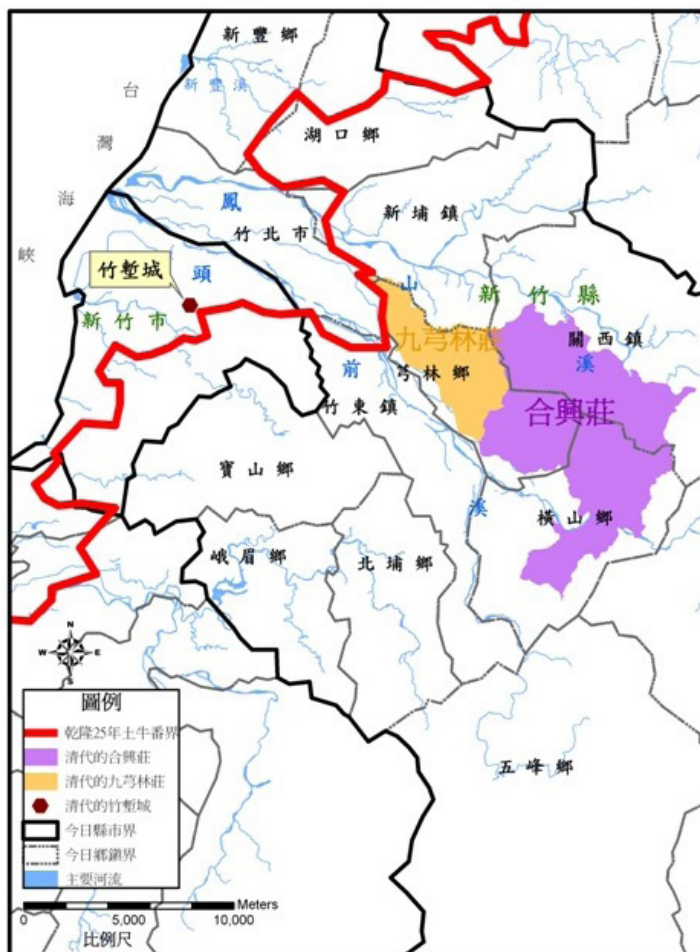 新豐鄉
新豐溪
台灣海峽
湖口鄉
鳳
竹北市
新埔鎮
竹塹城
頭
山
新竹縣
新竹市
九芎林莊
關西鎮
溪
前
芎林鄉
合興莊
竹東鎮
寶山鄉
溪
橫山鄉
峨眉鄉
北埔鄉
五峰鄉
N
W
E
S
圖例
乾隆25年土牛番界
清代的合興莊
清代的九芎林莊
清代的竹塹城
今日縣市界
今日鄉鎮界
主要河流
Meters
0 5,000 10,000
比例尺